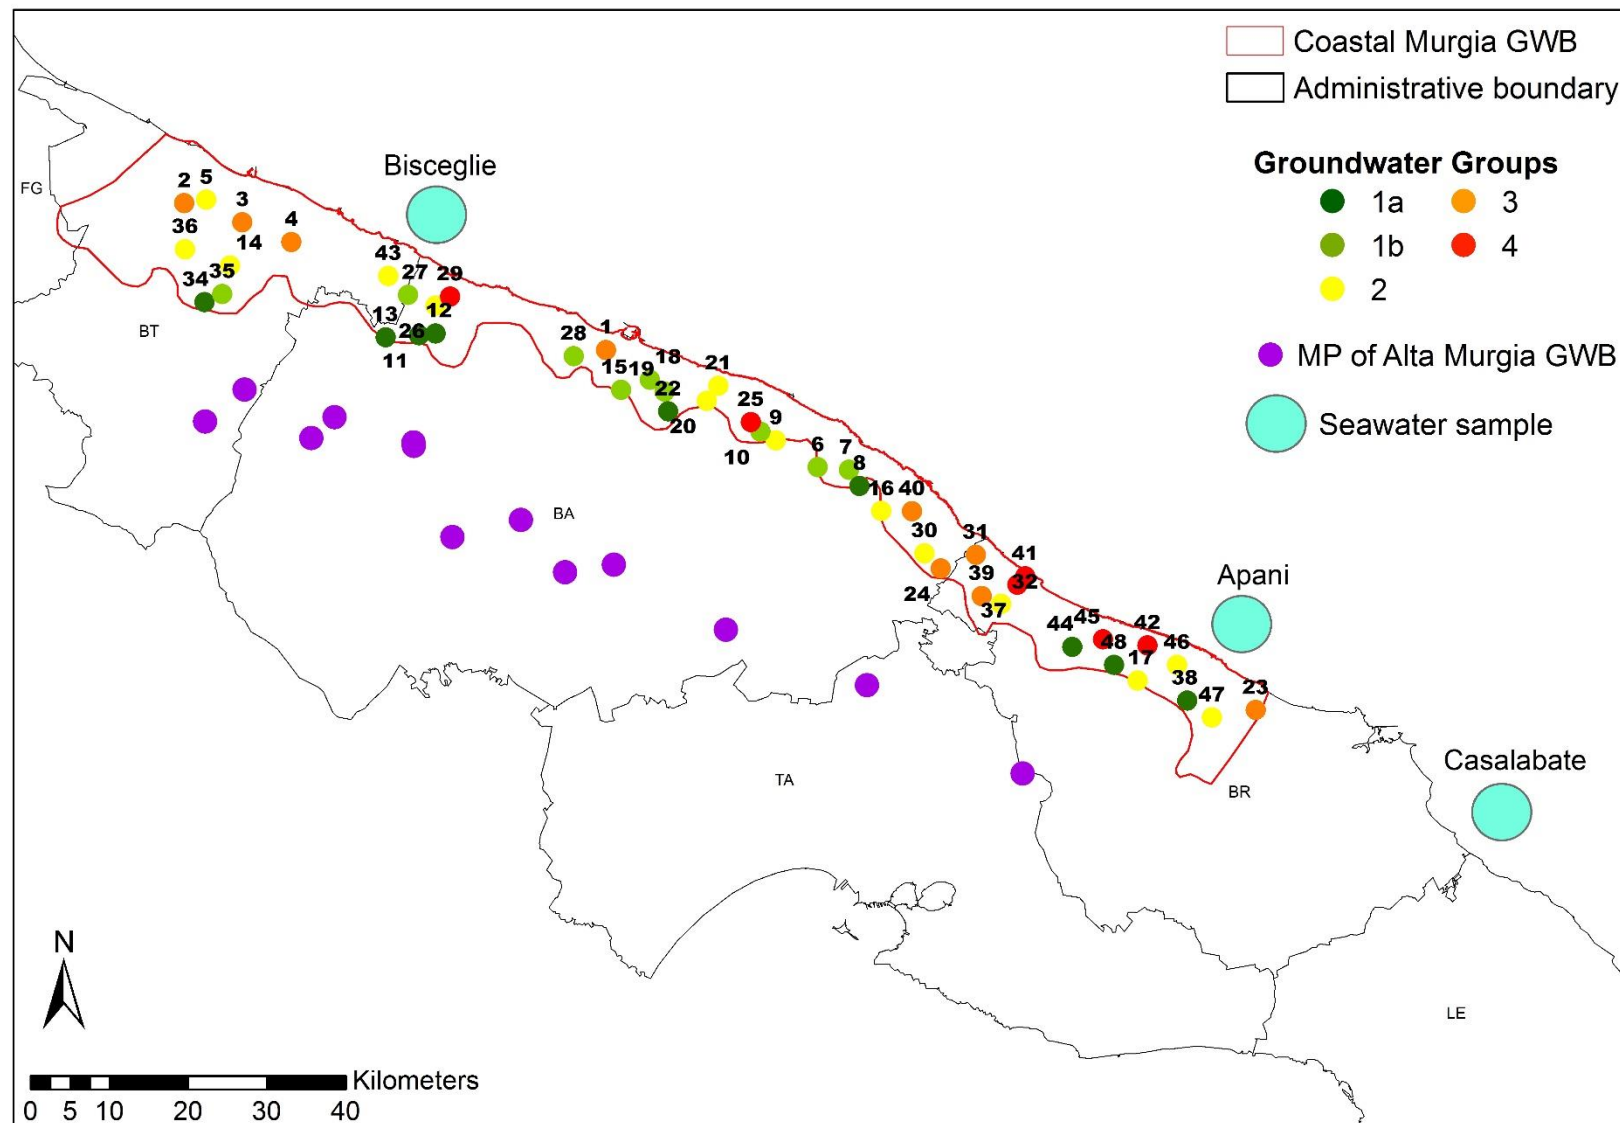 Coastal Murgia GWB
Administrative boundary
Groundwater Groups
1a 3
1b 4
2
MP of Alta Murgia GWB
Seawater sample
Bisceglie
Apani
Casalabate
FG
BT
BA
TA
BR
LE
2 5
3
4
36
14
34 35
43
27 29
12
13
26
11
28 1
18
15 19
22
20
21
25
9
10
6 7
8
16 40
30
31
24
39
37
41
32
44 45
48
42
17
46
38
47
23
N
Kilometers
0 5 10 20 30 40